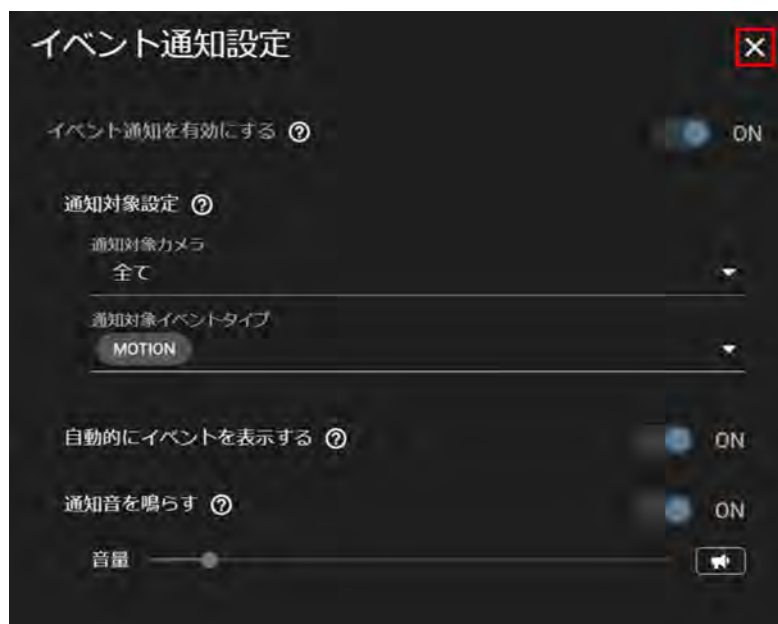 イベント通知設定
イベント通知を有効にする ? ON
通知対象設定 ?
通知対象カメラ
全て
通知対象イベントタイプ
MOTION
自動的にイベントを表示する ? ON
通知音を鳴らす ? ON
音量